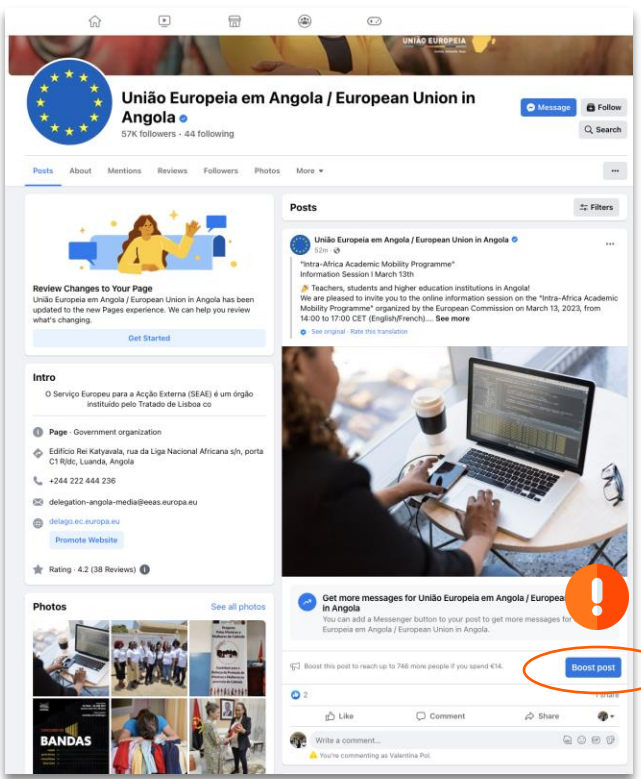 UNIÃO EUROPEIA
União Europeia em Angola / European Union in
Angola
57K followers · 44 following
Message
Follow
Search
Posts
About
Mentions
Reviews
Followers
Photos
More
Review Changes to Your Page
União Europeia em Angola / European Union in Angola has been
updated to the new Pages experience. We can help you review
what's changing.
Get Started
Intro
O Serviço Europeu para a Acção Externa (SEAE) é um órgão
instituído pelo Tratado de Lisboa co
Page · Government organization
Edifício Rei Katyavala, rua da Liga Nacional Africana s/n, porta
C1 R/dc, Luanda, Angola
+244 222 444 236
delegation-angola-media@eeas.europa.eu
delago.ec.europa.eu
Promote Website
Rating · 4.2 (38 Reviews)
Photos
See all photos
BANDAS
Posts
Filters
União Europeia em Angola / European Union in Angola
52m ·
"Intra-Africa Academic Mobility Programme"
Information Session I March 13th
Teachers, students and higher education institutions in Angola!
We are pleased to invite you to the online information session on the "Intra-Africa Academic
Mobility Programme" organized by the European Commission on March 13, 2023, from
14:00 to 17:00 CET (English/French).... See more
· See original · Rate this translation
Get more messages for União Europeia em Angola / Europea
in Angola
You can add a Messenger button to your post to get more messages for
Europeia em Angola / European Union in Angola.
!
Boost this post to reach up to 746 more people if you spend €14.
Boost post
2
1 share
Like
Comment
Share
Write a comment...
You're commenting as Valentina Pol.